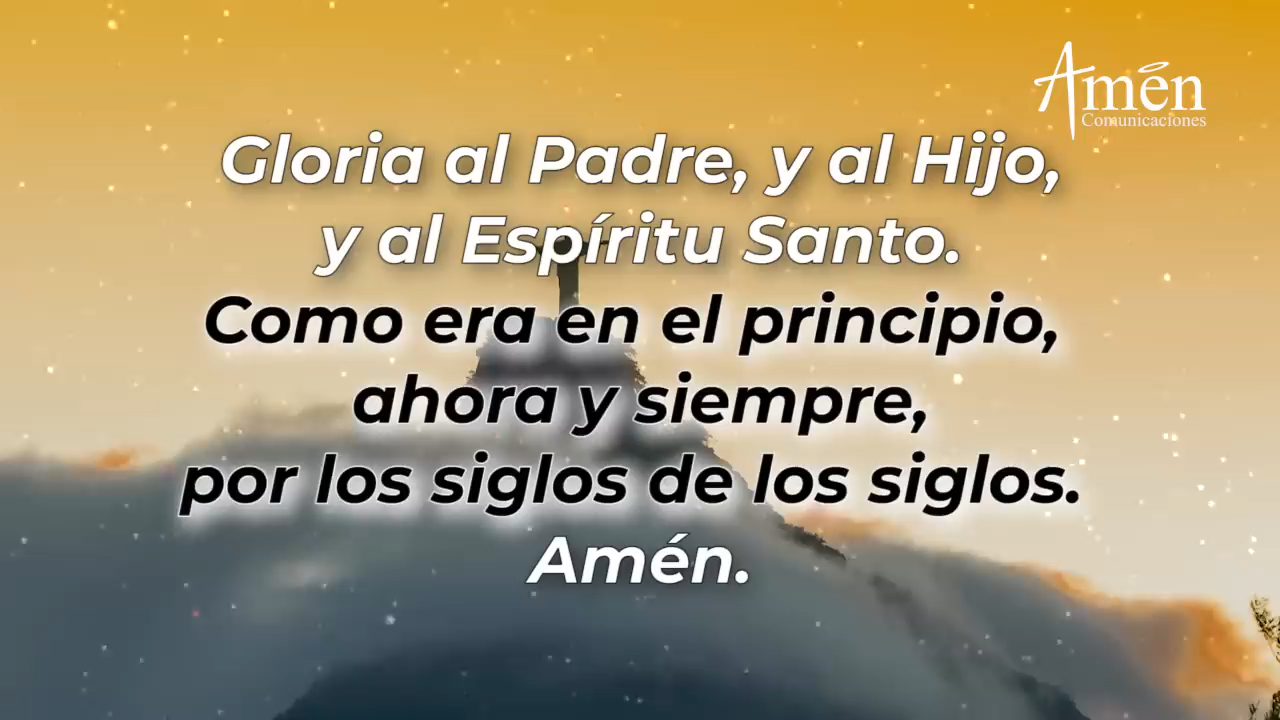 Amén
Comunicaciones
Gloria al Padre, y al Hijo,
y al Espíritu Santo.
Como era en el principio,
ahora y siempre,
por los siglos de los siglos.
Amén.